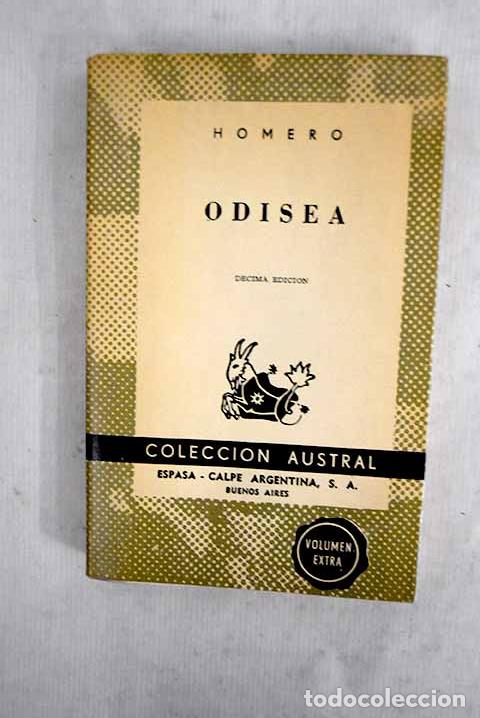 HOMERO
ODISEA
DECIMA EDICION
COLECCION AUSTRAL
ESPASA - CALPE ARGENTINA, S. A.
BUENOS AIRES
VOLUMEN
EXTRA
todocoleccion